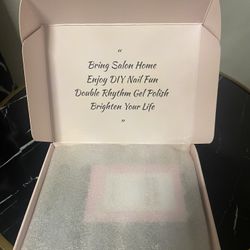 “
Bring Salon Home
Enjoy DIY Nail Fun
Double Rhythm Gel Polish
Brighten Your Life
”